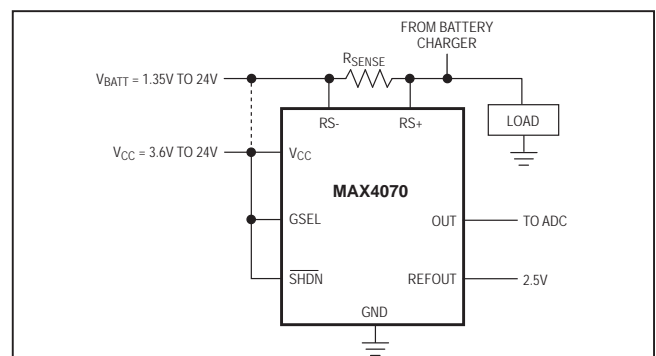 FROM BATTERY
CHARGER
RSENSE
VBATT = 1.35V TO 24V
RS-
RS+
LOAD
VCC = 3.6V TO 24V
VCC
MAX4070
GSEL
OUT
TO ADC
SHDN
REFOUT
2.5V
GND